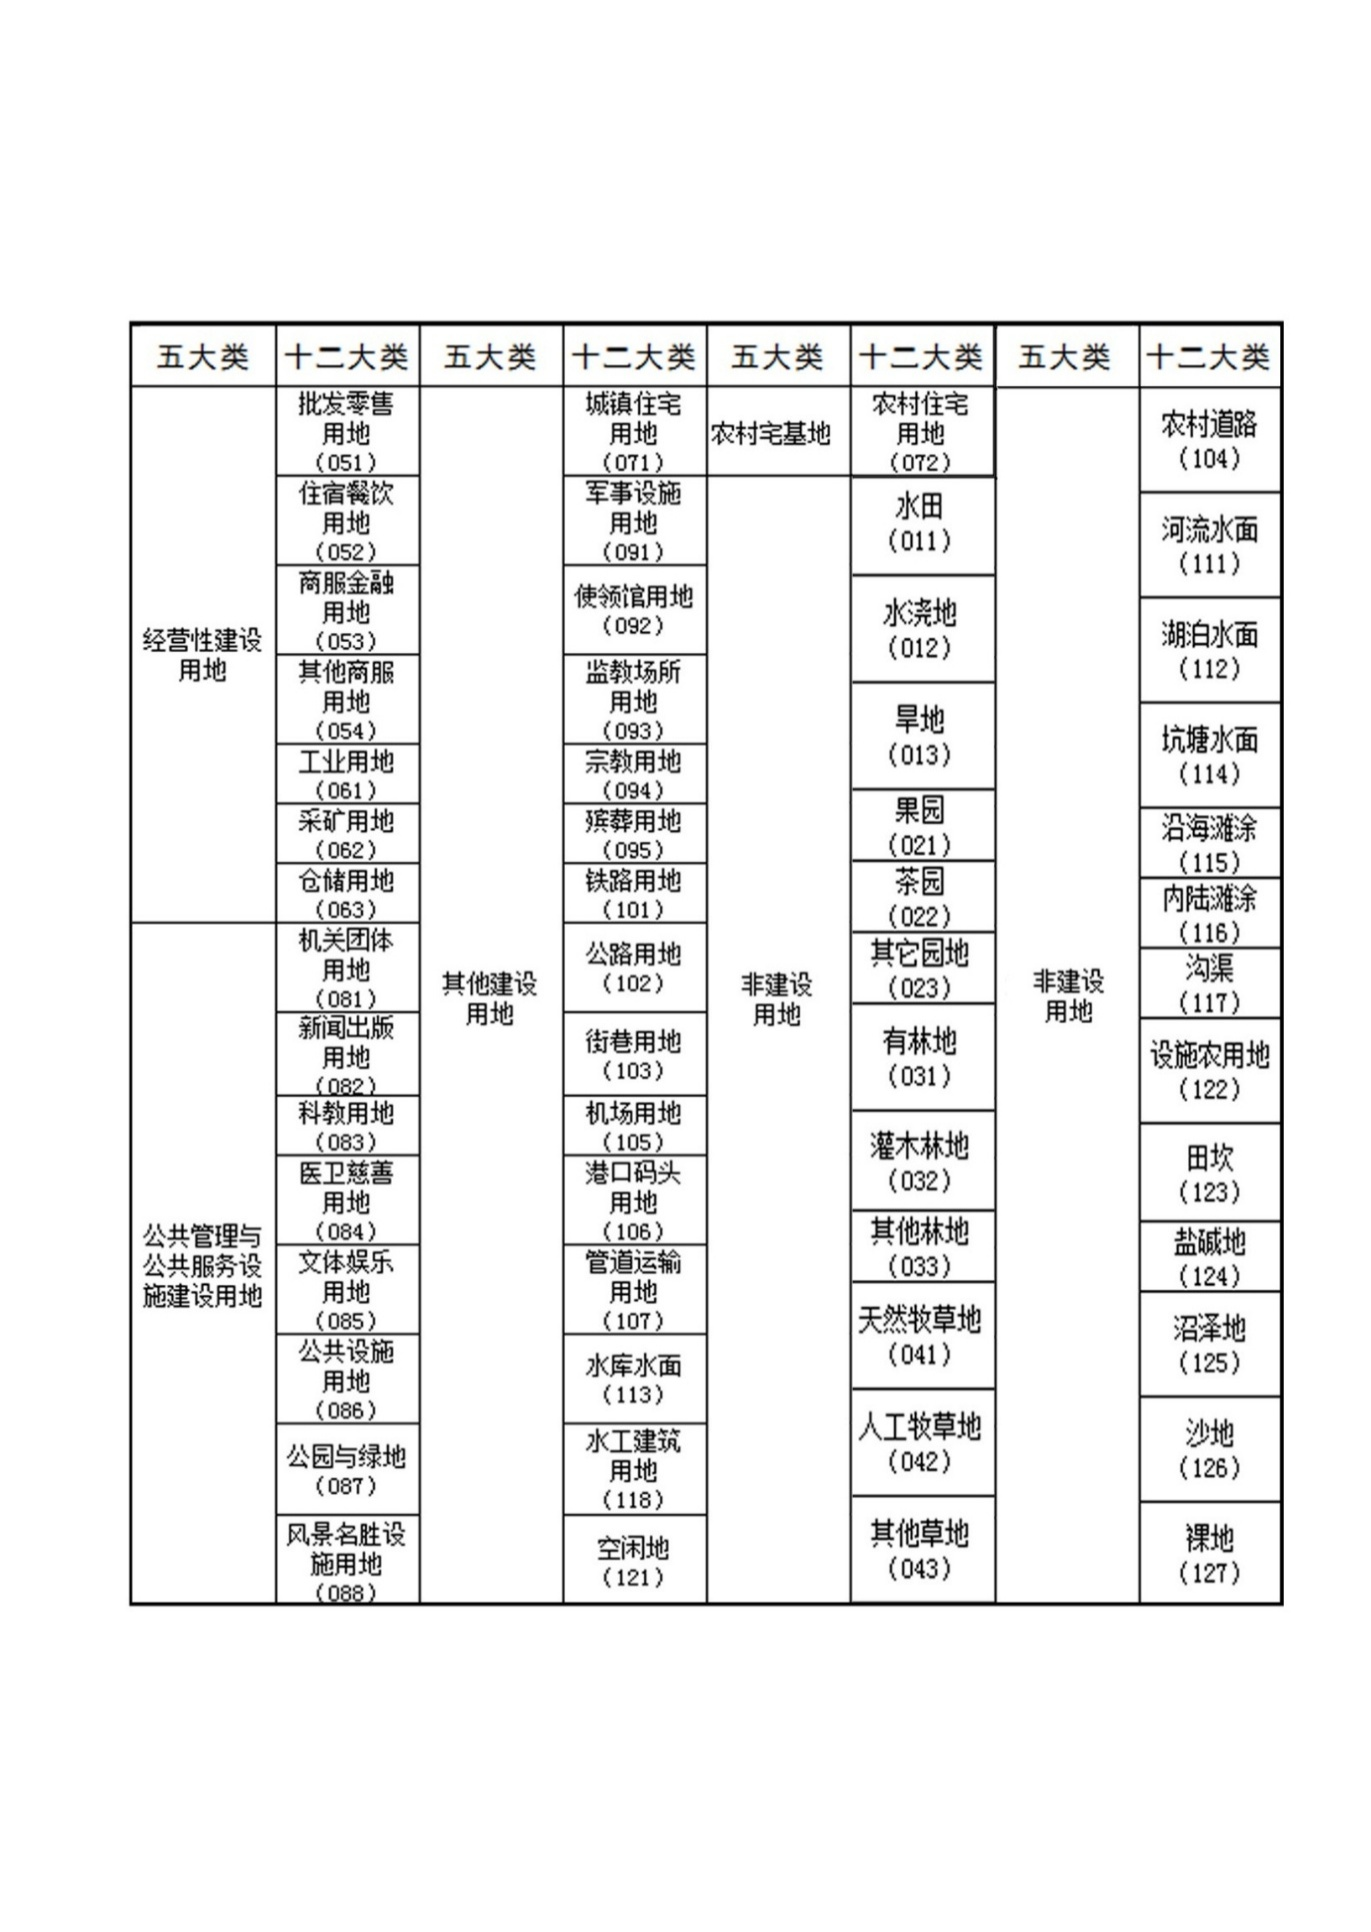 五大类 十二大类 五大类 十二大类 五大类 十二大类 五大类 十二大类
经营性建设
用地
公共管理与
公共服务设
施建设用地
批发零售
用地
(051)
住宿餐饮
用地
(052)
商服金融
用地
(053)
其他商服
用地
(054)
工业用地
(061)
采矿用地
(062)
仓储用地
(063)
机关团体
用地
(081)
新闻出版
用地
(082)
科教用地
(083)
医卫慈善
用地
(084)
文体娱乐
用地
(085)
公共设施
用地
(086)
公园与绿地
(087)
风景名胜设
施用地
(088)
其他建设
用地
城镇住宅
用地
(071)
军事设施
用地
(091)
使领馆用地
(092)
监教场所
用地
(093)
宗教用地
(094)
殡葬用地
(095)
铁路用地
(101)
公路用地
(102)
街巷用地
(103)
机场用地
(105)
港口码头
用地
(106)
管道运输
用地
(107)
水库水面
(113)
水工建筑
用地
(118)
空闲地
(121)
农村宅基地
非建设
用地
农村住宅
用地
(072)
水田
(011)
水浇地
(012)
旱地
(013)
果园
(021)
茶园
(022)
其它园地
(023)
有林地
(031)
灌木林地
(032)
其他林地
(033)
天然牧草地
(041)
人工牧草地
(042)
其他草地
(043)
非建设
用地
农村道路
(104)
河流水面
(111)
湖泊水面
(112)
坑塘水面
(114)
沿海滩涂
(115)
内陆滩涂
(116)
沟渠
(117)
设施农用地
(122)
田坎
(123)
盐碱地
(124)
沼泽地
(125)
沙地
(126)
裸地
(127)